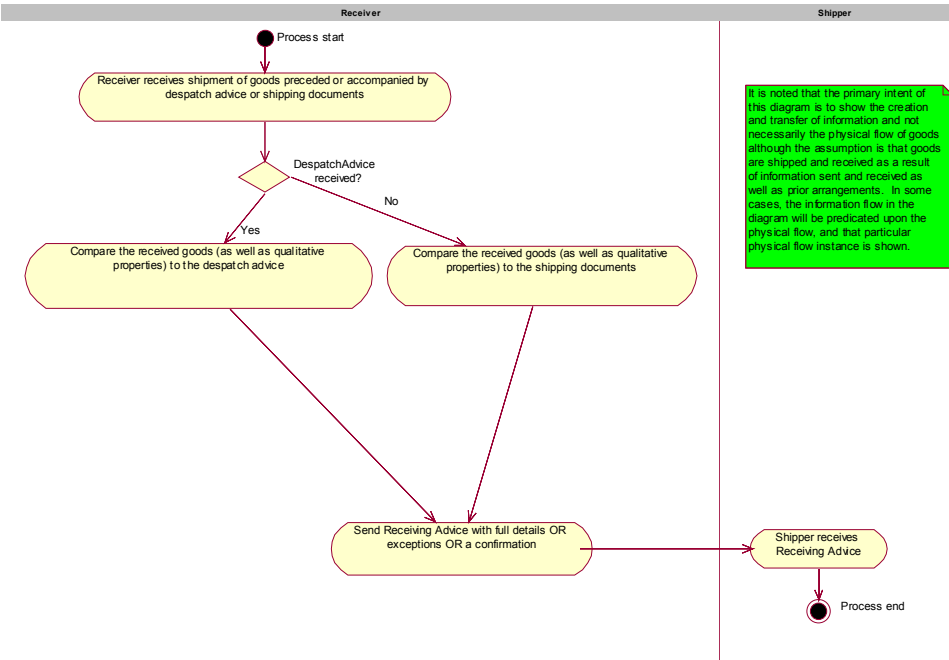 Receiver
Shipper
Process start
Receiver receives shipment of goods preceded or accompanied by
despatch advice or shipping documents
It is noted that the primary intent of
this diagram is to show the creation
and transfer of information and not
necessarily the physical flow of goods
although the assumption is that goods
are shipped and received as a result
of information sent and received as
well as prior arrangements. In some
cases, the information flow in the
diagram will be predicated upon the
physical flow, and that particular
physical flow instance is shown.
DespatchAdvice
received?
No
Yes
Compare the received goods (as well as qualitative
properties) to the despatch advice
Compare the received goods (as well as qualitative
properties) to the shipping documents
Send Receiving Advice with full details OR
exceptions OR a confirmation
Shipper receives
Receiving Advice
Process end